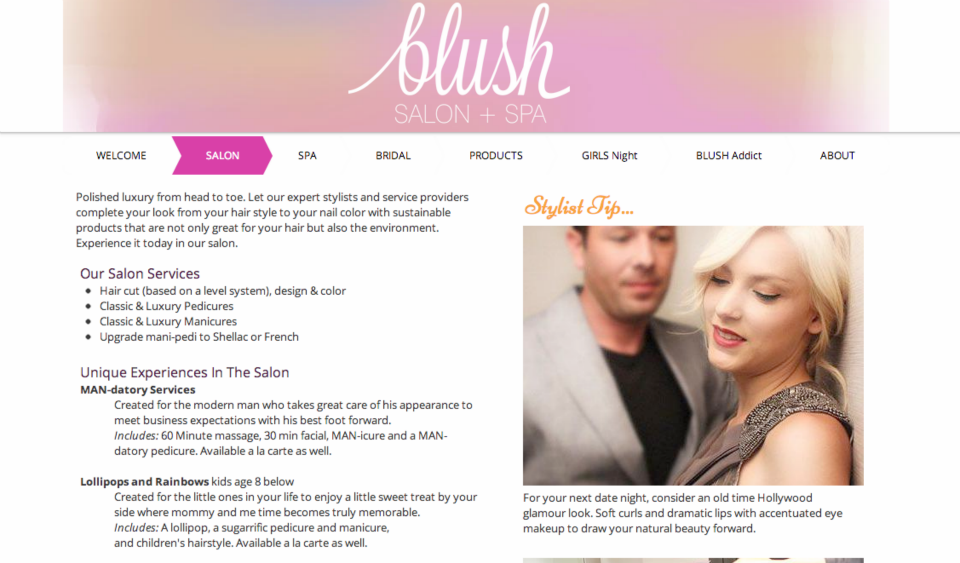 blush
SALON + SPA
WELCOME SALON SPA BRIDAL PRODUCTS GIRLS Night BLUSH Addict ABOUT
Polished luxury from head to toe. Let our expert stylists and service providers
complete your look from your hair style to your nail color with sustainable
products that are not only great for your hair but also the environment.
Experience it today in our salon.
Our Salon Services
• Hair cut (based on a level system), design & color
• Classic & Luxury Pedicures
• Classic & Luxury Manicures
• Upgrade mani-pedi to Shellac or French
Unique Experiences In The Salon
MAN-datory Services
Created for the modern man who takes great care of his appearance to
meet business expectations with his best foot forward.
Includes: 60 Minute massage, 30 min facial, MAN-icure and a MAN-
datory pedicure. Available a la carte as well.
Lollipops and Rainbows kids age 8 below
Created for the little ones in your life to enjoy a little sweet treat by your
side where mommy and me time becomes truly memorable.
Includes: A lollipop, a sugarrific pedicure and manicure,
and children's hairstyle. Available a la carte as well.
Stylist Tip...
For your next date night, consider an old time Hollywood
glamour look. Soft curls and dramatic lips with accentuated eye
makeup to draw your natural beauty forward.